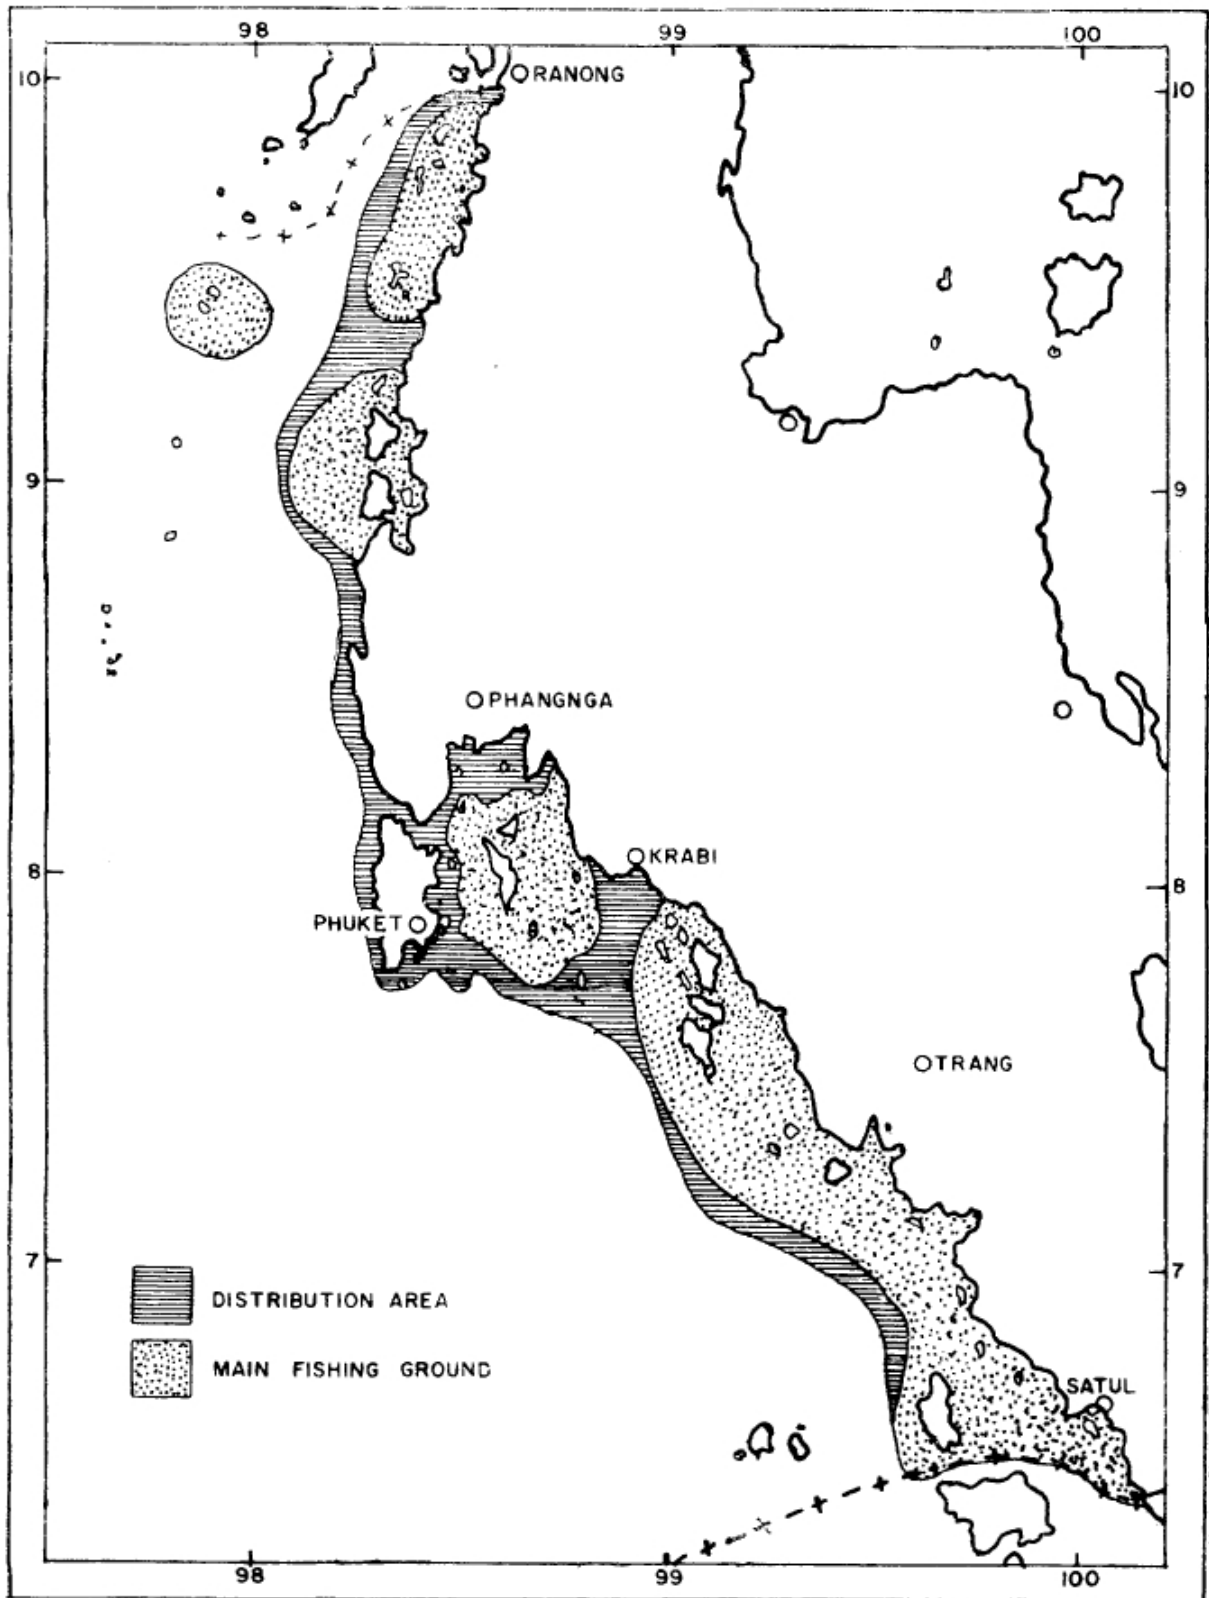 98 99 100
10 RANONG 10
9 9
PHANGNGA
8 KRABI 8
PHUKET
TRANG
7 7
DISTRIBUTION AREA
MAIN FISHING GROUND
SATUL
98 99 100